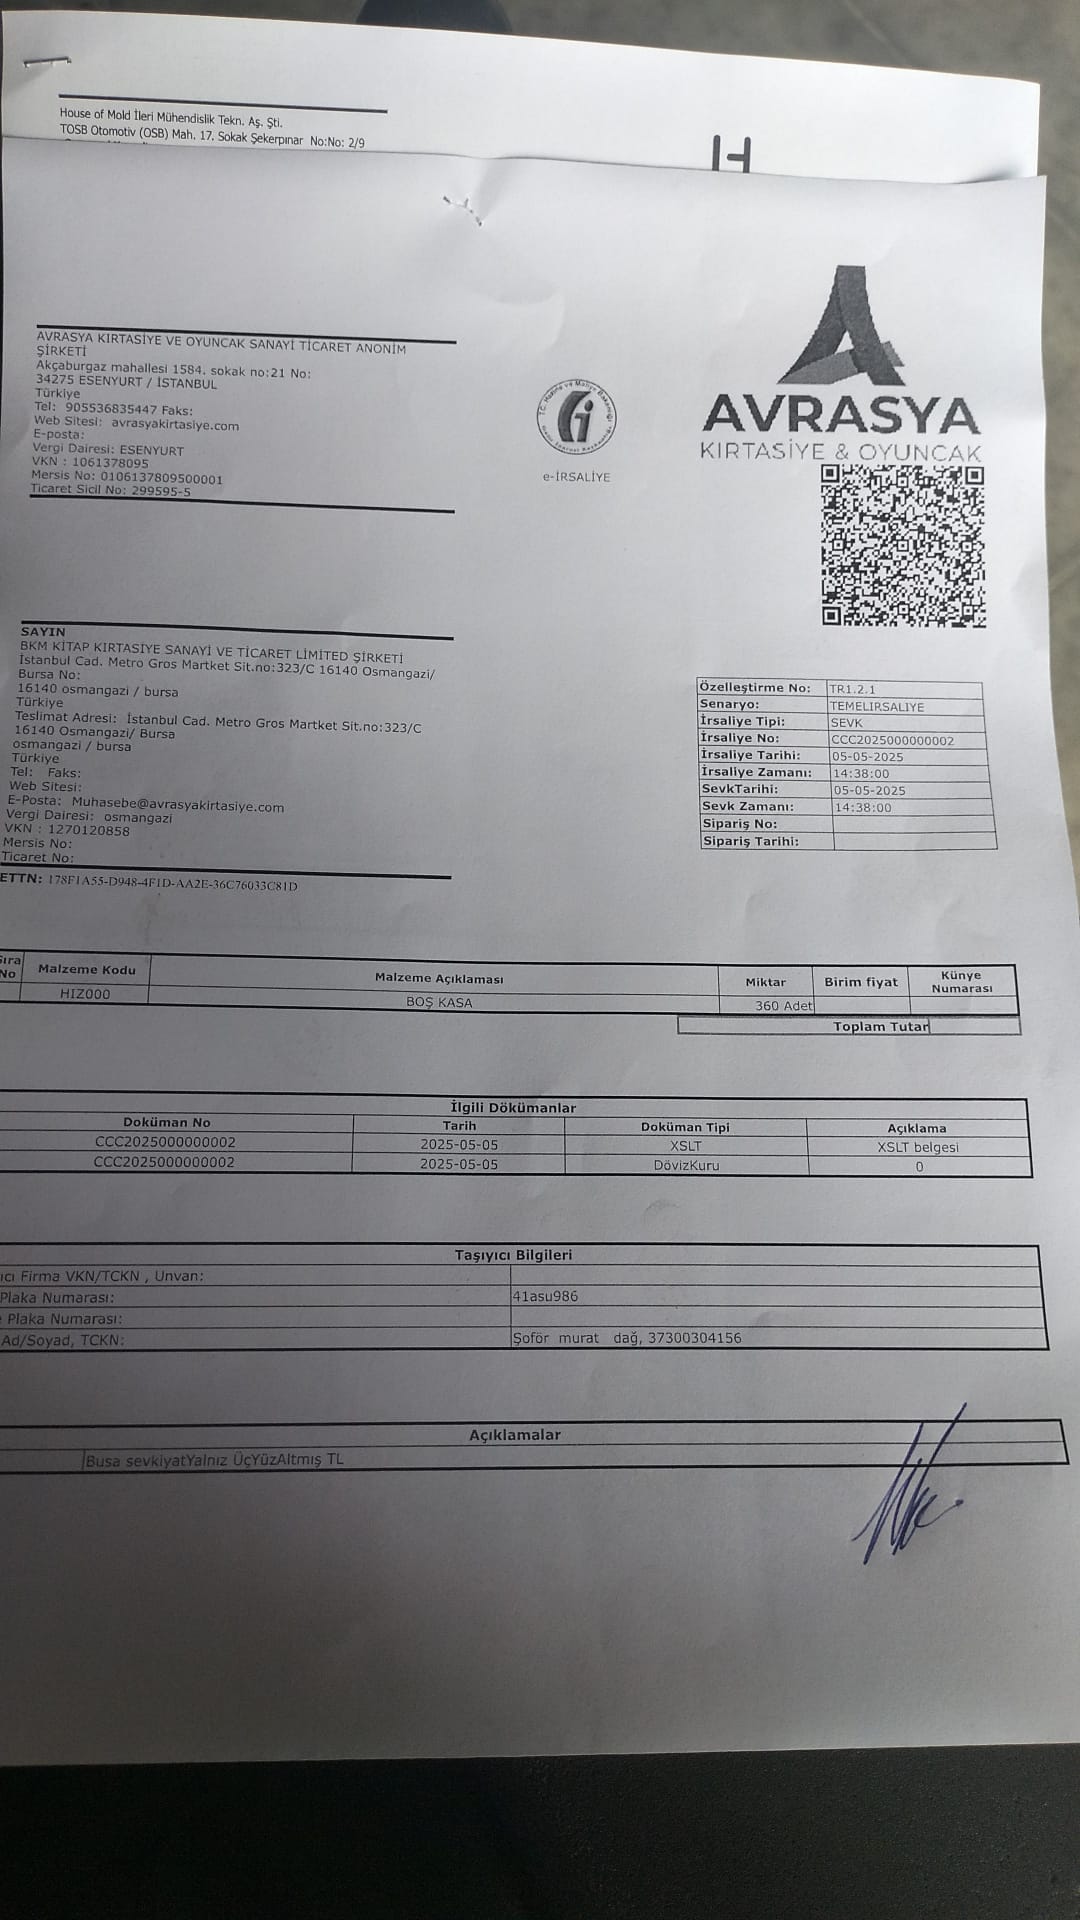 House of Mold İleri Mühendislik Tekn. Aş. Şti.
TOSB Otomotiv (OSB) Mah. 17. Sokak Şekerpınar No:No: 2/9
AVRASYA KIRTASİYE VE OYUNCAK SANAYİ TİCARET ANONİM
ŞİRKETİ
Akçaburgaz mahallesi 1584. sokak no:21 No:
34275 ESENYURT / İSTANBUL
Türkiye
Tel: 905536835447 Faks:
Web Sitesi: avrasyakirtasiye.com
E-posta:
Vergi Dairesi: ESENYURT
VKN : 1061378095
Mersis No: 0106137809500001
Ticaret Sicil No: 299595-5
e-İRSALİYE
AVRASYA
KIRTASİYE & OYUNCAK
SAYIN
BKM KİTAP KIRTASİYE SANAYİ VE TİCARET LİMİTED ŞİRKETİ
İstanbul Cad. Metro Gros Martket Sit.no:323/C 16140 Osmangazi/
Bursa No:
16140 osmangazi / bursa
Türkiye
Teslimat Adresi: İstanbul Cad. Metro Gros Martket Sit.no:323/C
16140 Osmangazi/ Bursa
osmangazi / bursa
Türkiye
Tel: Faks:
Web Sitesi:
E-Posta: Muhasebe@avrasyakirtasiye.com
Vergi Dairesi: osmangazi
VKN : 1270120858
Mersis No:
Ticaret No:
ETTN: 178F1A55-D948-4F1D-AA2E-36C76033C81D
Özelleştirme No: TR1.2.1
Senaryo: TEMELIRSALIYE
İrsaliye Tipi: SEVK
İrsaliye No: CCC2025000000002
İrsaliye Tarihi: 05-05-2025
İrsaliye Zamanı: 14:38:00
SevkTarihi: 05-05-2025
Sevk Zamanı: 14:38:00
Sipariş No:
Sipariş Tarihi:
Sıra No Malzeme Kodu Malzeme Açıklaması Miktar Birim fiyat Künye Numarası
HIZ000 BOŞ KASA 360 Adet
Toplam Tutar
İlgili Dökümanlar
Doküman No Tarih Doküman Tipi Açıklama
CCC2025000000002 2025-05-05 XSLT XSLT belgesi
CCC2025000000002 2025-05-05 DövizKuru 0
Taşıyıcı Bilgileri
ıcı Firma VKN/TCKN , Unvan:
Plaka Numarası: 41asu986
Plaka Numarası:
Ad/Soyad, TCKN: Şoför murat dağ, 37300304156
Açıklamalar
Busa sevkiyatYalnız ÜçYüzAltmış TL